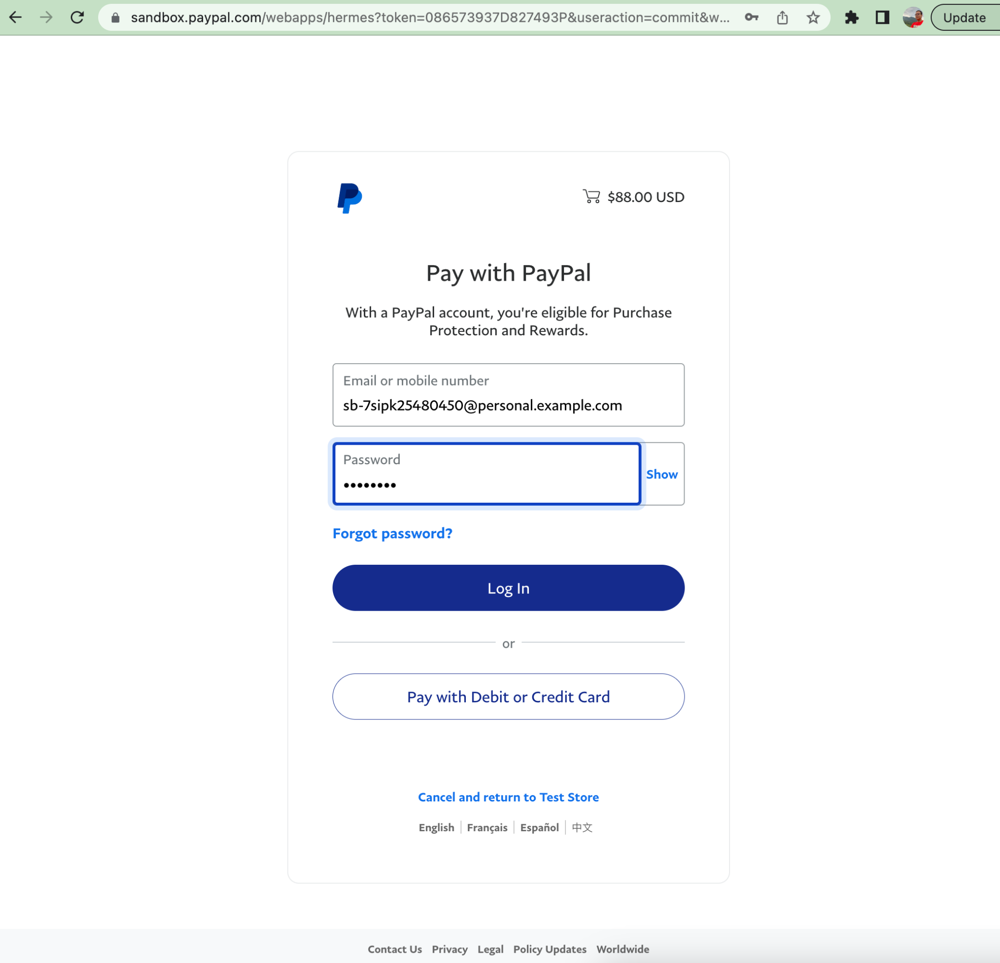 sandbox.paypal.com/webapps/hermes?token=086573937D827493P&useraction=commit&w...
Update
$88.00 USD
Pay with PayPal
With a PayPal account, you're eligible for Purchase
Protection and Rewards.
Email or mobile number
sb-7sipk25480450@personal.example.com
Password
••••••••
Show
Forgot password?
Log In
or
Pay with Debit or Credit Card
Cancel and return to Test Store
English Français Español 中文
Contact Us Privacy Legal Policy Updates Worldwide